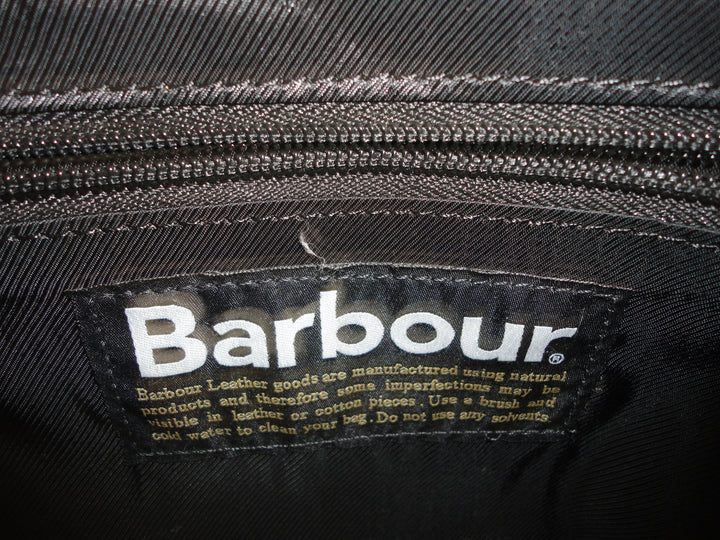 Barbour®
Barbour Leather goods are manufactured using natural
products and therefore some imperfections may be
visible in leather or cotton pieces. Use a brush and
cold water to clean your bag. Do not use any solvents